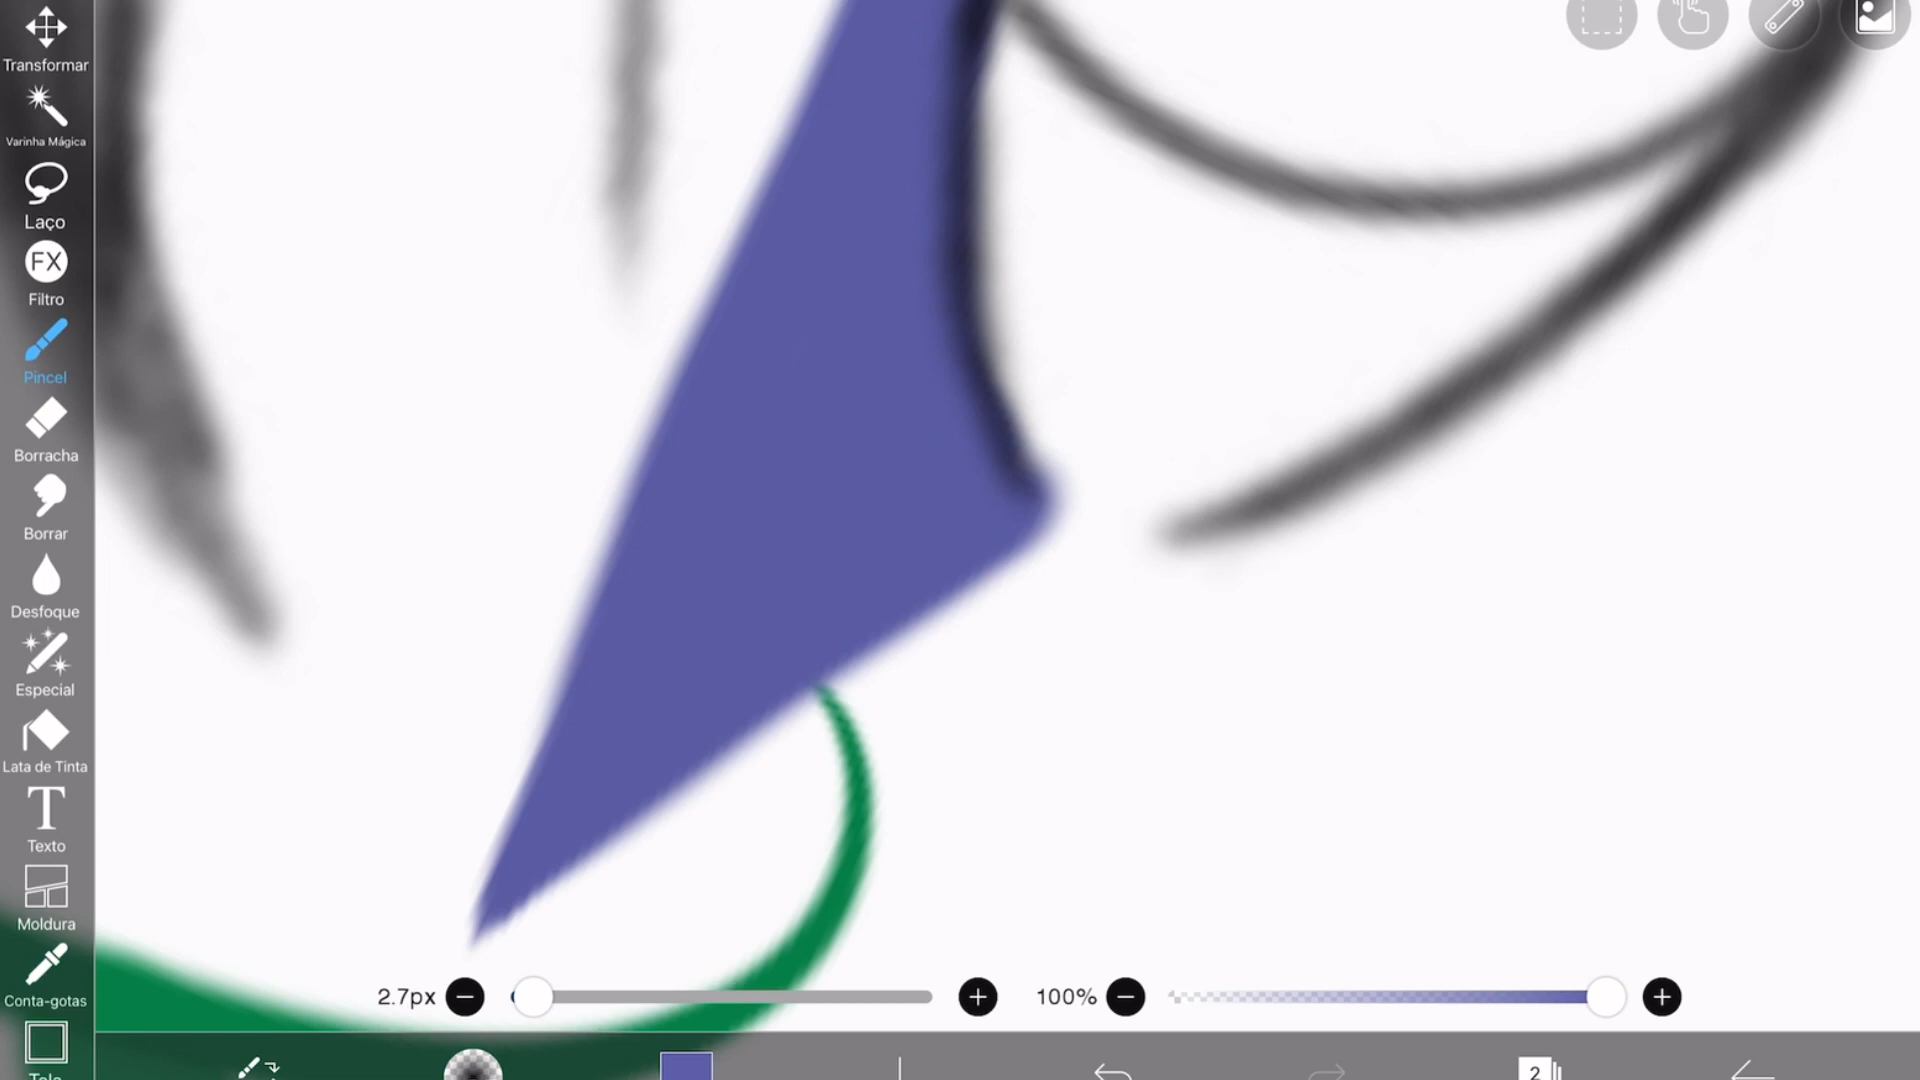 Transformar
Varinha Mágica
Laço
FX
Filtro
Pincel
Borracha
Borrar
Desfoque
Especial
Lata de Tinta
T
Texto
Moldura
Conta-gotas
Tela
2.7px
100%
2